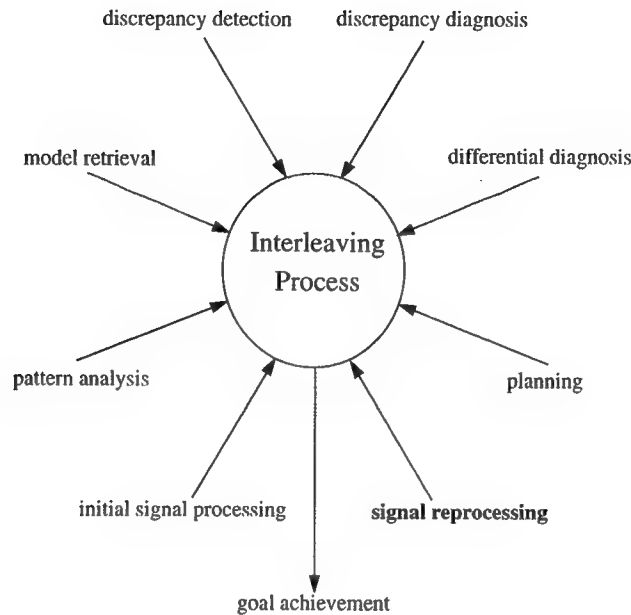 discrepancy detection
discrepancy diagnosis
model retrieval
differential diagnosis
Interleaving
Process
pattern analysis
planning
initial signal processing
signal reprocessing
goal achievement